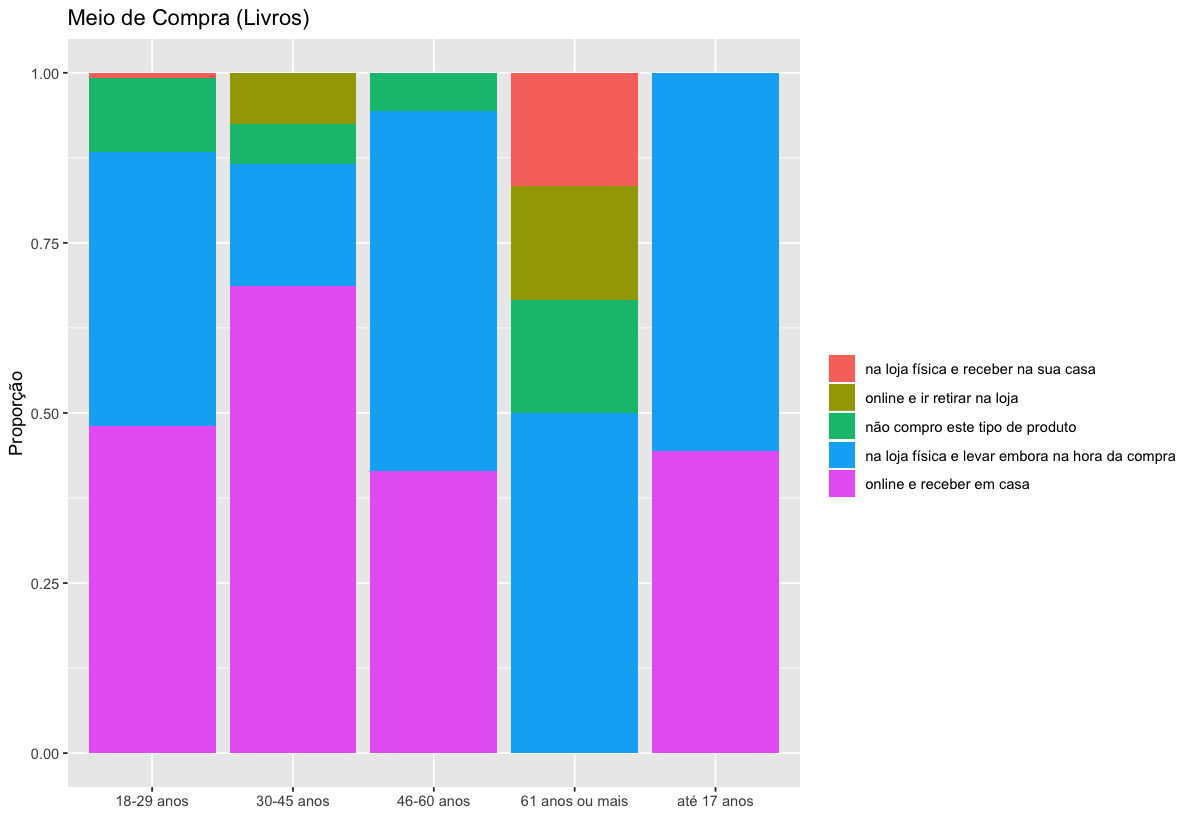 Meio de Compra (Livros)
Proporção
1.00
0.75
0.50
0.25
0.00
18-29 anos
30-45 anos
46-60 anos
61 anos ou mais
até 17 anos
na loja física e receber na sua casa
online e ir retirar na loja
não compro este tipo de produto
na loja física e levar embora na hora da compra
online e receber em casa